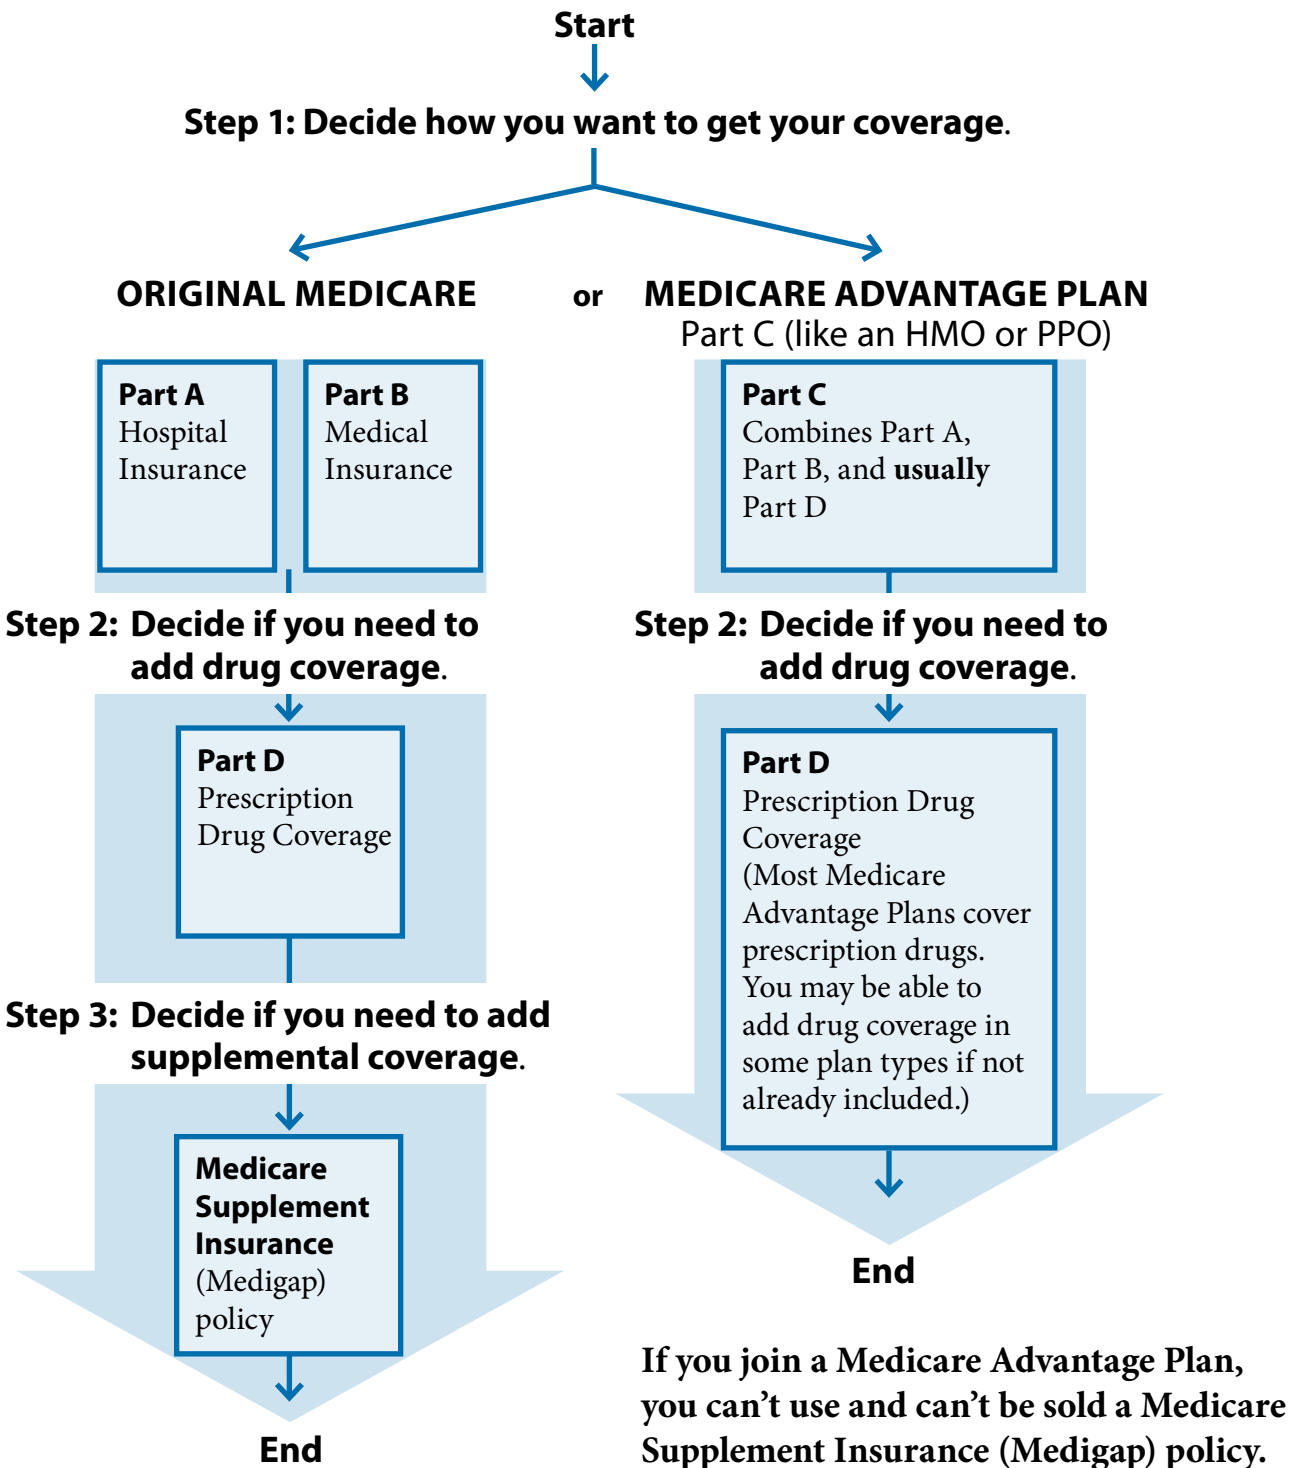 Start
Step 1: Decide how you want to get your coverage.
ORIGINAL MEDICARE
or
MEDICARE ADVANTAGE PLAN
Part C (like an HMO or PPO)
Part A
Hospital
Insurance
Part B
Medical
Insurance
Part C
Combines Part A,
Part B, and usually
Part D
Step 2: Decide if you need to
add drug coverage.
Part D
Prescription
Drug Coverage
Step 3: Decide if you need to add
supplemental coverage.
Medicare
Supplement
Insurance
(Medigap)
policy
End
Step 2: Decide if you need to
add drug coverage.
Part D
Prescription Drug
Coverage
(Most Medicare
Advantage Plans cover
prescription drugs.
You may be able to
add drug coverage in
some plan types if not
already included.)
End
If you join a Medicare Advantage Plan,
you can’t use and can’t be sold a Medicare
Supplement Insurance (Medigap) policy.